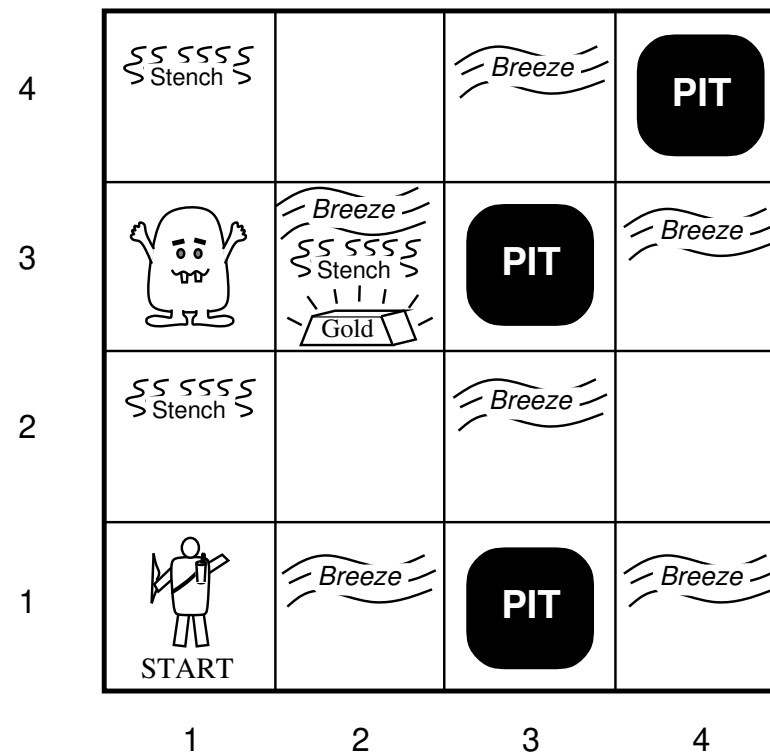 4
Stench
Breeze
PIT
3
Breeze
Stench
Gold
PIT
Breeze
2
Stench
Breeze
1
START
Breeze
PIT
Breeze
1 2 3 4